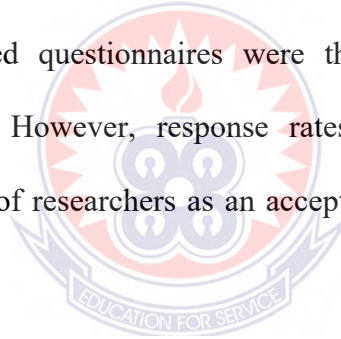 ed questionnaires were th
However, response rates
of researchers as an accept
EDUCATION FOR SERVICE